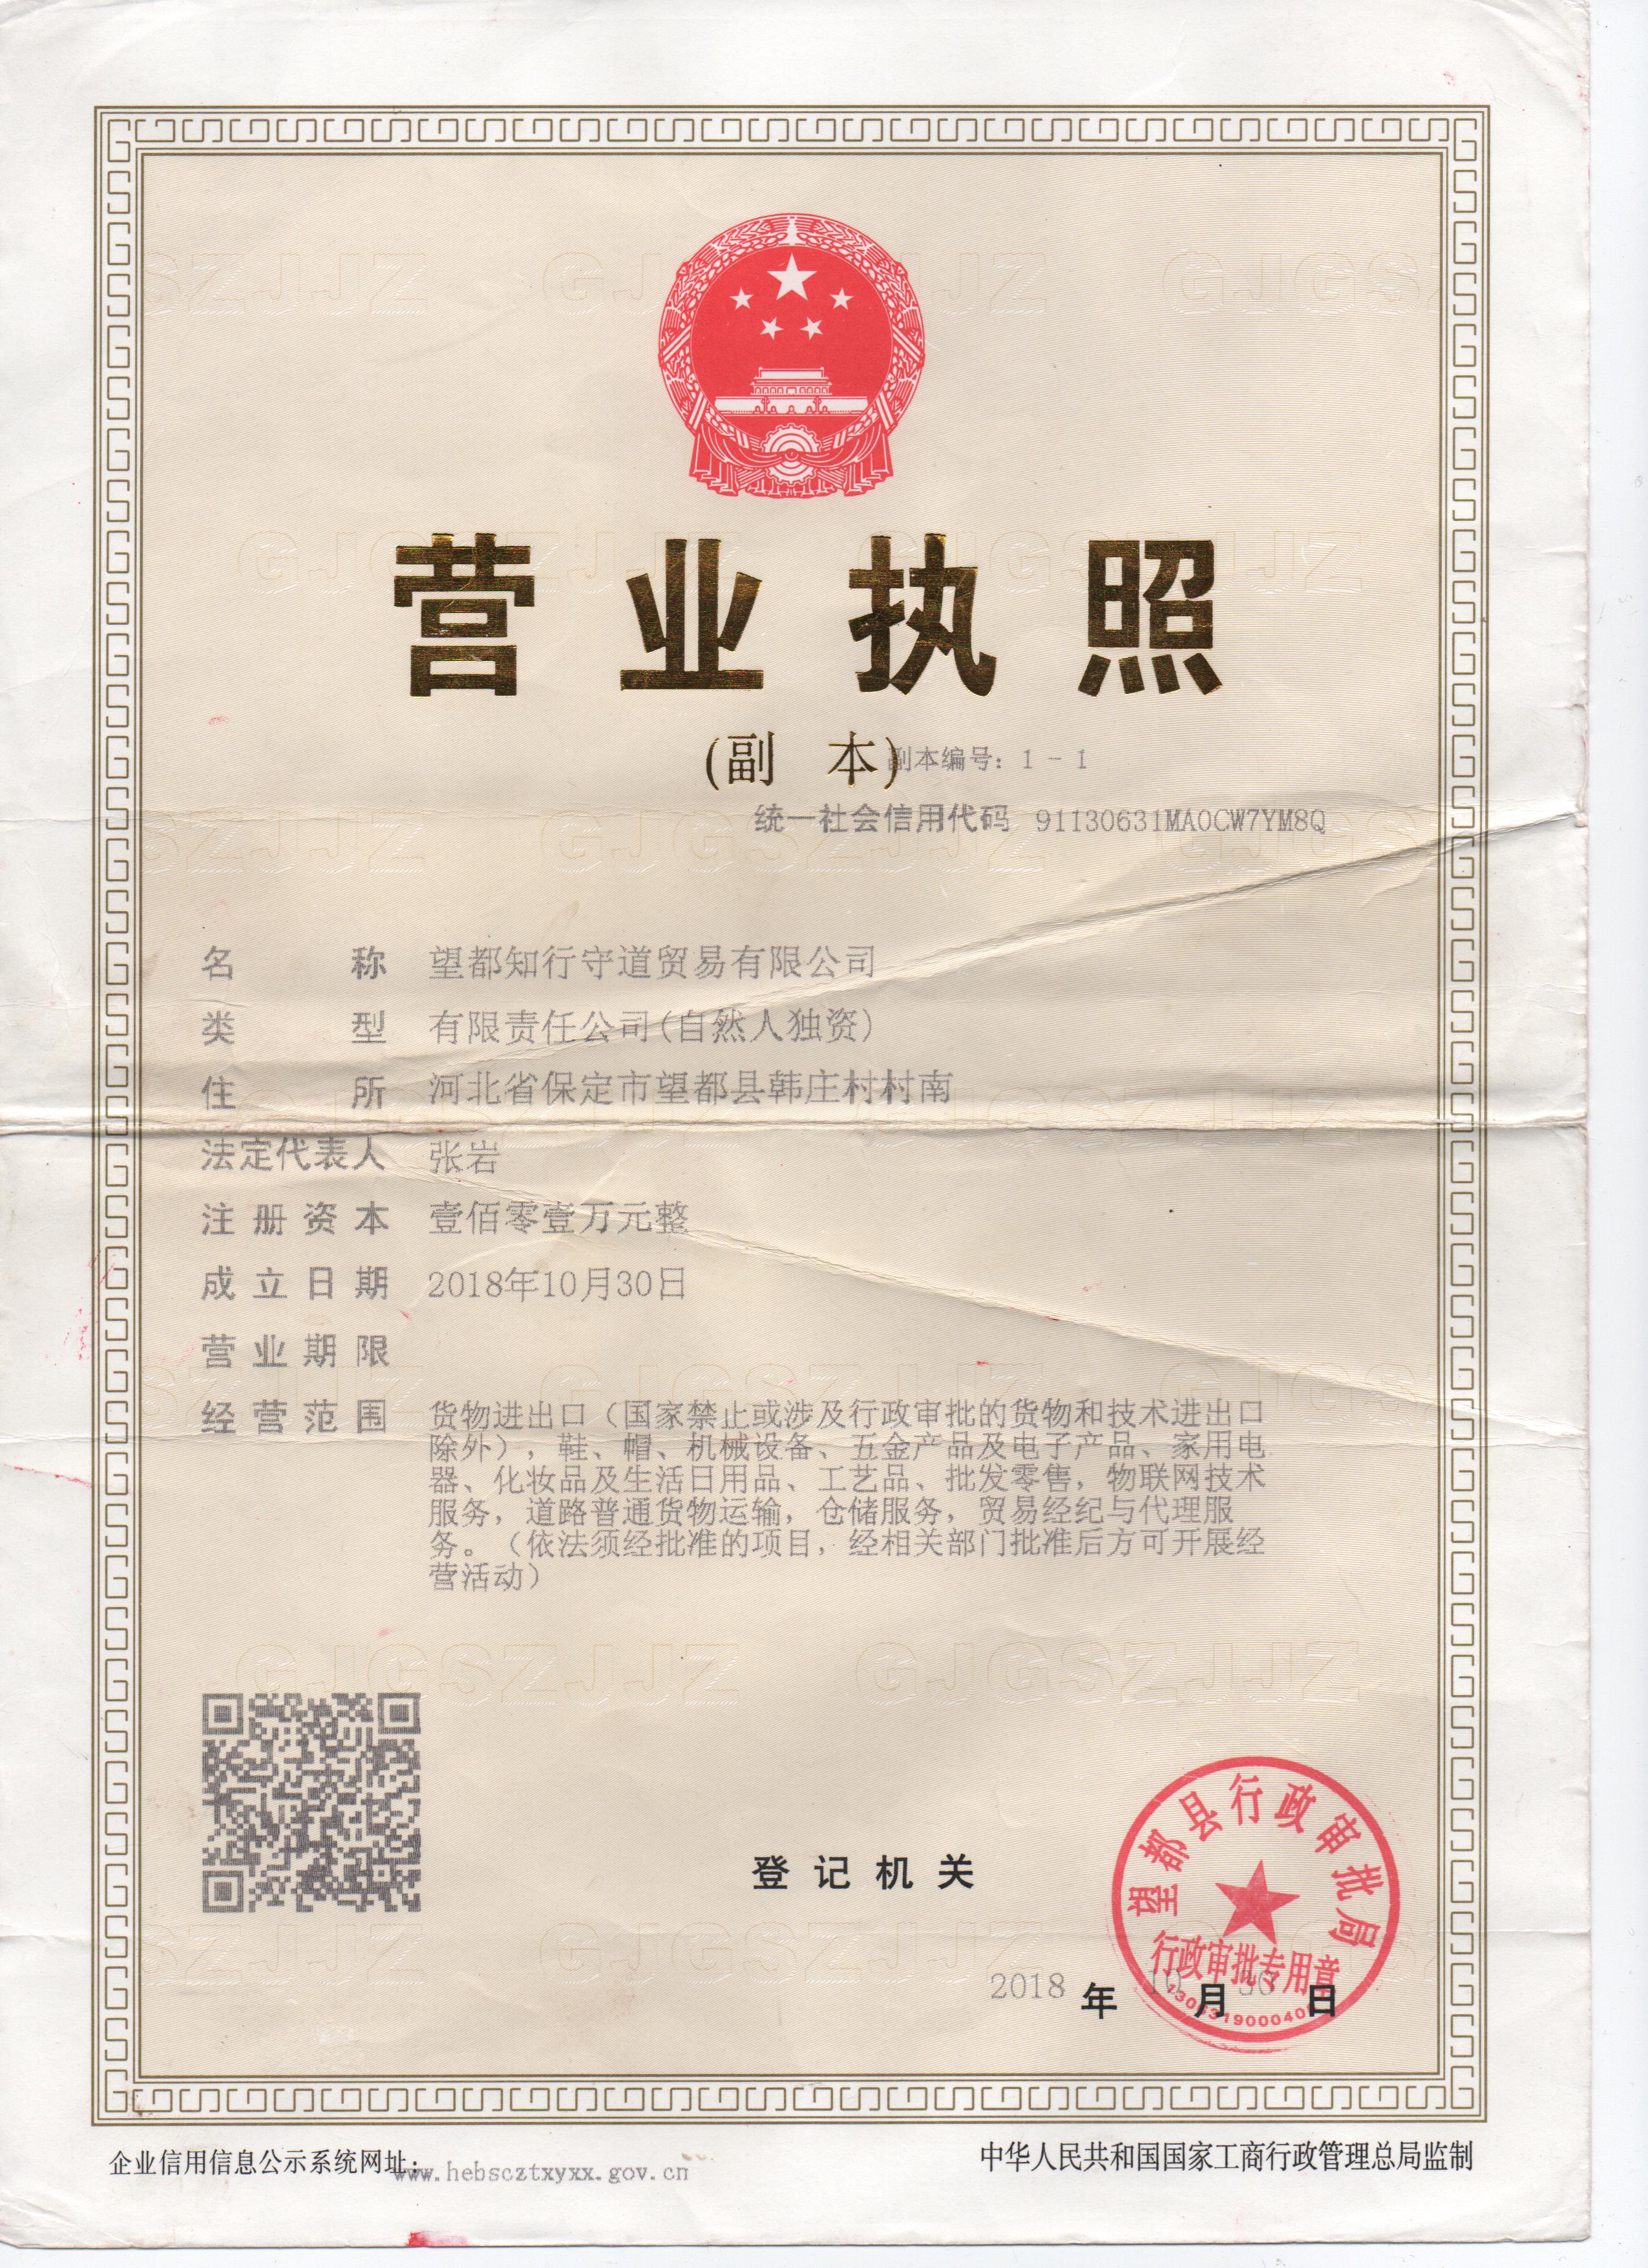 营业执照
(副 本)副本编号：1-1
统一社会信用代码 91130631MA0CW7YM8Q
名 称 望都知行守道贸易有限公司
类 型 有限责任公司(自然人独资)
住 所 河北省保定市望都县韩庄村村南
法定代表人 张岩
注册资本 壹佰零壹万元整
成立日期 2018年10月30日
营业期限
经营范围 货物进出口（国家禁止或涉及行政审批的货物和技术进出口
除外），鞋、帽、机械设备、五金产品及电子产品、家用电
器、化妆品及生活日用品、工艺品、批发零售，物联网技术
服务，道路普通货物运输，仓储服务，贸易经纪与代理服
务。（依法须经批准的项目，经相关部门批准后方可开展经
营活动）
登记机关
望都县行政审批局
行政审批专用章
2018 年 10 月 30 日
企业信用信息公示系统网址：www.hebscztxyxx.gov.cn
中华人民共和国国家工商行政管理总局监制